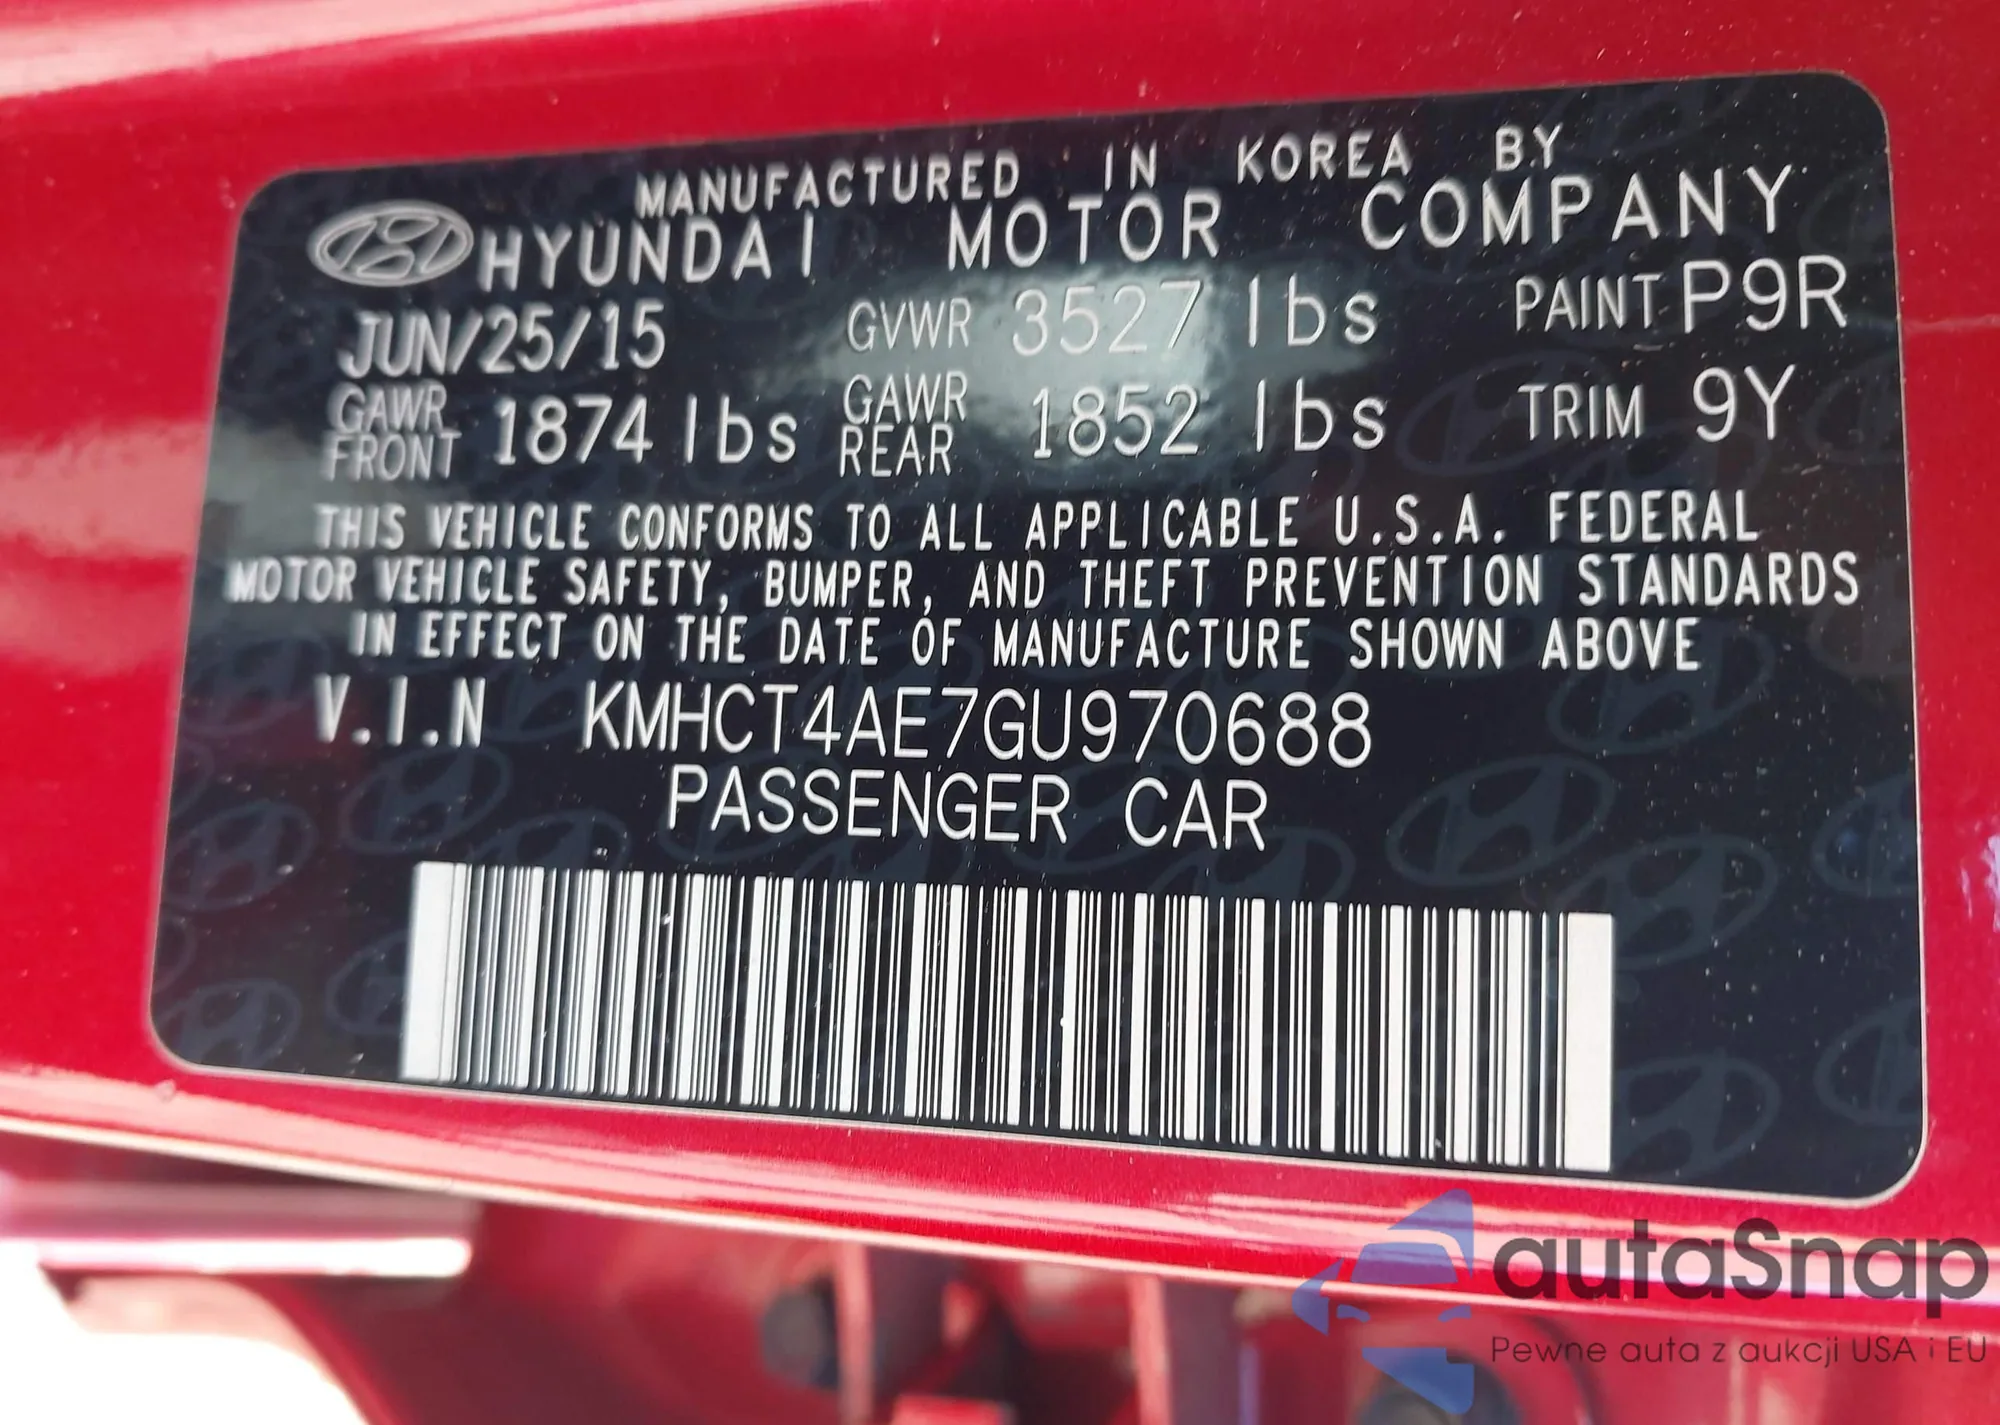 MANUFACTURED IN KOREA BY
HYUNDAI MOTOR COMPANY
JUN/25/15 GVWR 3527 lbs PAINT P9R
GAWR FRONT 1874 lbs GAWR REAR 1852 lbs TRIM 9Y
THIS VEHICLE CONFORMS TO ALL APPLICABLE U.S.A. FEDERAL
MOTOR VEHICLE SAFETY, BUMPER, AND THEFT PREVENTION STANDARDS
IN EFFECT ON THE DATE OF MANUFACTURE SHOWN ABOVE
V.I.N KMHCT4AE7GU970688
PASSENGER CAR
autaSnap
Pewne auta z aukcji USA i EU